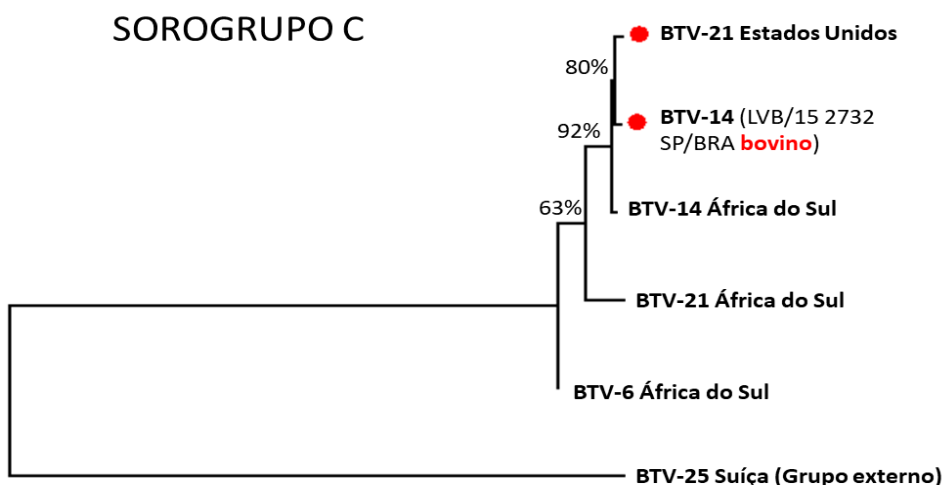 SOROGRUPO C
BTV-21 Estados Unidos
80%
BTV-14 (LVB/15 2732
SP/BRA bovino)
92%
63%
BTV-14 África do Sul
BTV-21 África do Sul
BTV-6 África do Sul
BTV-25 Suíça (Grupo externo)